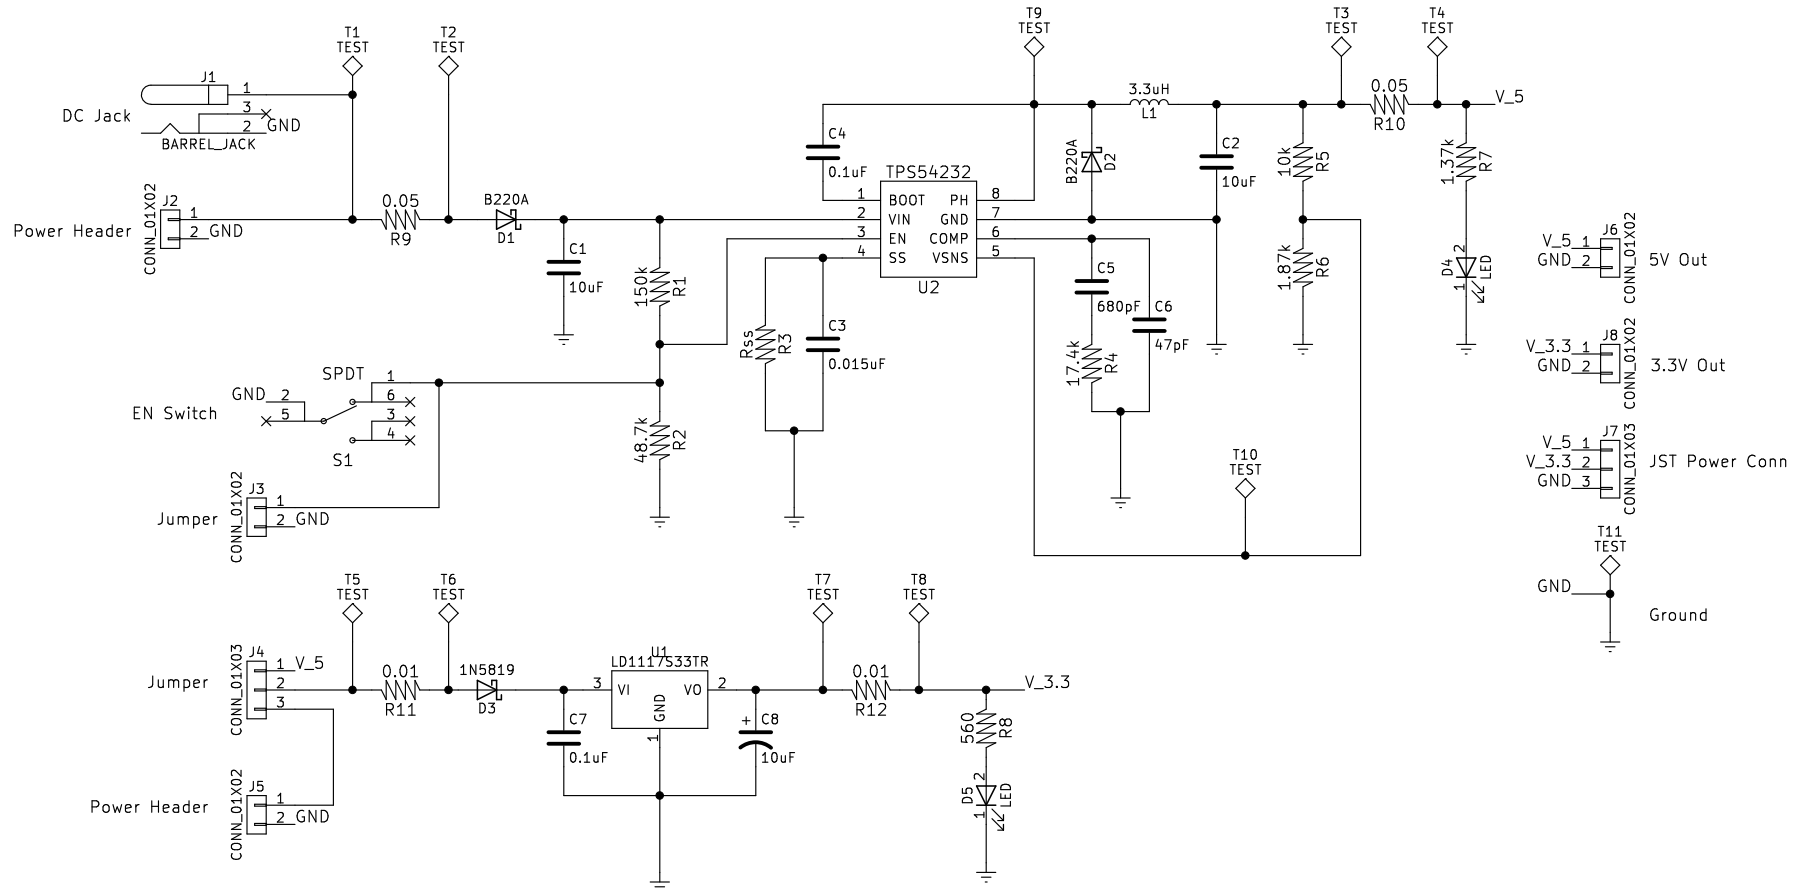 T1
TEST
T2
TEST
T9
TEST
T3
TEST
T4
TEST
J1
1
3
GND
2
DC Jack
BARREL_JACK
J2
CONN_01X02
1
2
GND
Power Header
0.05
R9
B220A
D1
C1
10uF
150k
R1
C4
0.1uF
TPS54232
1 BOOT PH 8
2 VIN GND 7
3 EN COMP 6
4 SS VSNS 5
U2
3.3uH
L1
B220A
D2
C2
10uF
10k
R5
1.87k
R6
0.05
R10
V_5
1.37k
R7
D4
2
1
LED
Rss
R3
C3
0.015uF
C5
680pF
C6
47pF
17.4k
R4
SPDT
GND 2
5
1
6
3
4
EN Switch
S1
48.7k
R2
J3
CONN_01X02
1
2 GND
Jumper
T10
TEST
J6
V_5 1
GND 2
CONN_01X02
5V Out
J8
V_3.3 1
GND 2
CONN_01X02
3.3V Out
J7
V_5 1
V_3.3 2
GND 3
CONN_01X03
JST Power Conn
T11
TEST
GND
Ground
T5
TEST
T6
TEST
T7
TEST
T8
TEST
J4
CONN_01X03
1 V_5
2
3
Jumper
0.01
R11
1N5819
D3
U1
LD1117S33TR
3 VI VO 2
GND
1
C7
0.1uF
+ C8
10uF
0.01
R12
V_3.3
560
R8
D5
2
1
LED
J5
CONN_01X02
1
2 GND
Power Header